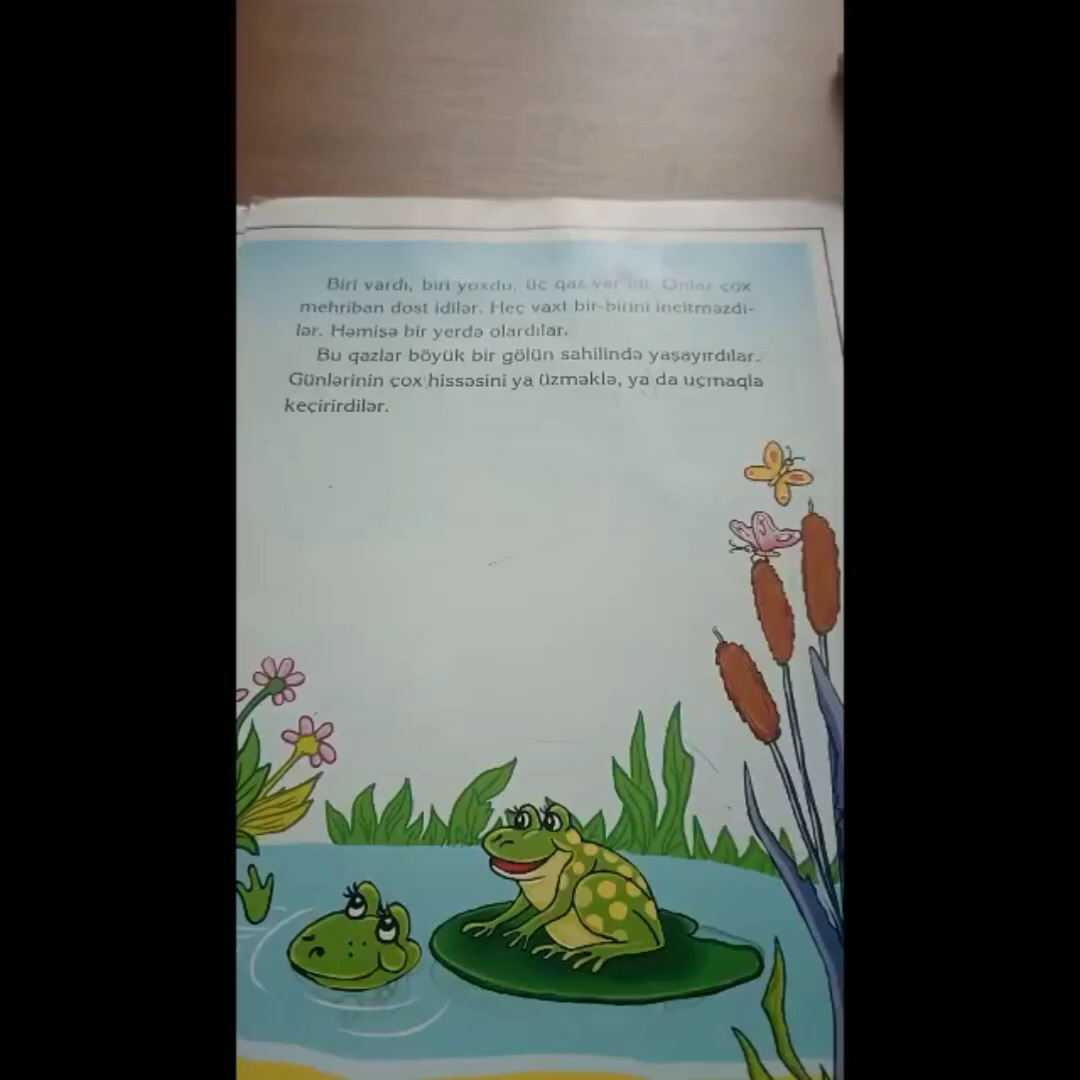 Biri vardı, biri yoxdu, üç qaz var idi. Onlar çox
mehriban dost idilər. Heç vaxt bir-birini incitməzdi-
lər. Həmişə bir yerdə olardılar.
Bu qazlar böyük bir gölün sahilində yaşayırdılar.
Günlərinin çox hissəsini ya üzməklə, ya da uçmaqla
keçirirdilər.